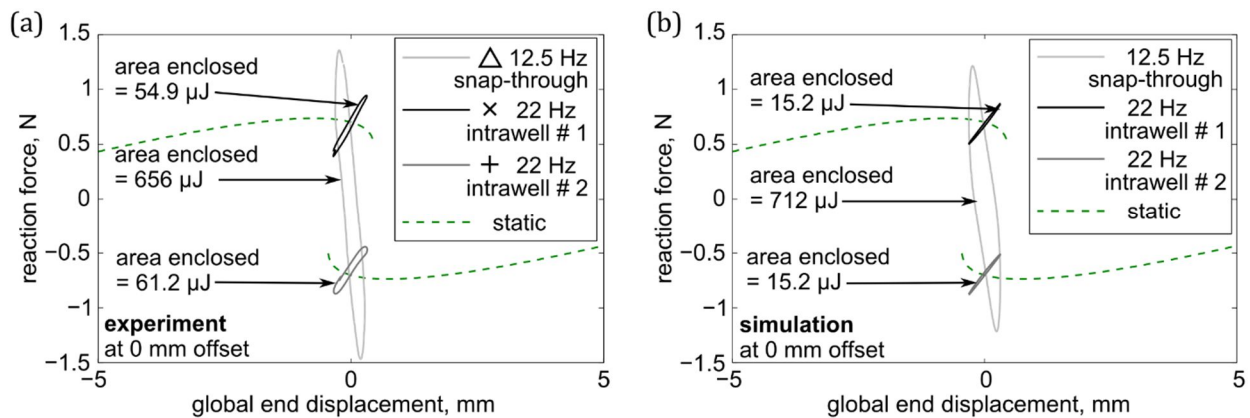 (a)
1.5
1
0.5
0
−0.5
−1
−1.5
reaction force, N
area enclosed
= 54.9 µJ
area enclosed
= 656 µJ
area enclosed
= 61.2 µJ
△ 12.5 Hz
snap-through
× 22 Hz
intrawell # 1
+ 22 Hz
intrawell # 2
static
experiment
at 0 mm offset
−5 0 5
global end displacement, mm
(b)
1.5
1
0.5
0
−0.5
−1
−1.5
reaction force, N
area enclosed
= 15.2 µJ
area enclosed
= 712 µJ
area enclosed
= 15.2 µJ
12.5 Hz
snap-through
22 Hz
intrawell # 1
22 Hz
intrawell # 2
static
simulation
at 0 mm offset
−5 0 5
global end displacement, mm